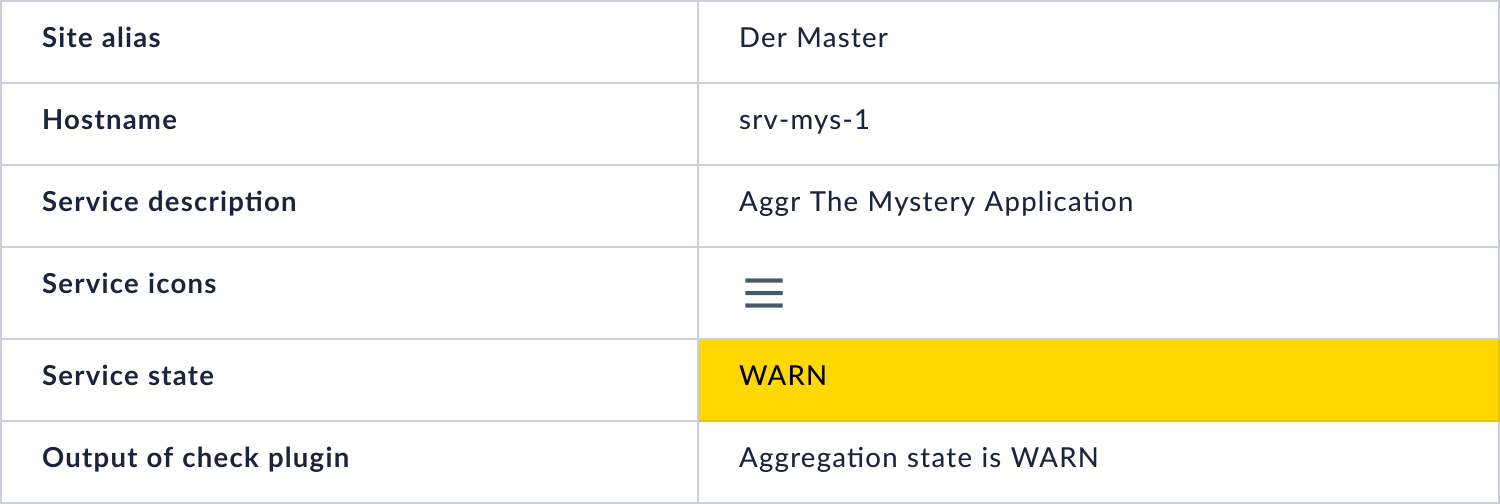 Site alias Der Master
Hostname srv-mys-1
Service description Aggr The Mystery Application
Service icons
Service state WARN
Output of check plugin Aggregation state is WARN